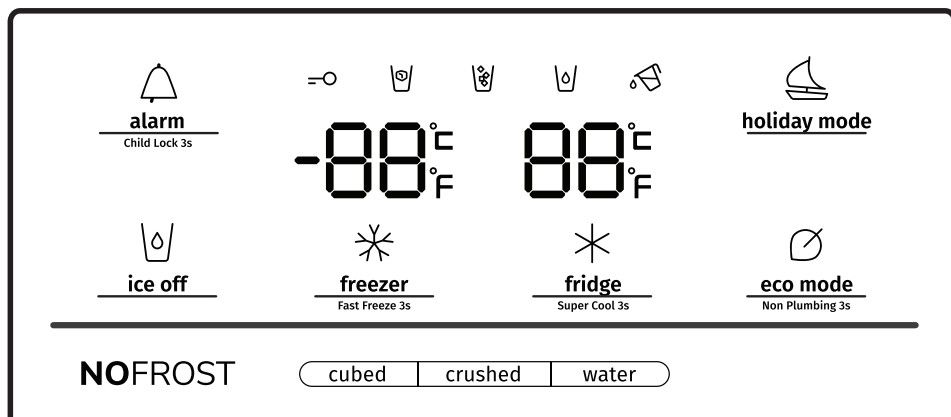 alarm
Child Lock 3s
-88°C °F
88°C °F
holiday mode
ice off
freezer
Fast Freeze 3s
fridge
Super Cool 3s
eco mode
Non Plumbing 3s
NOFROST
cubed
crushed
water